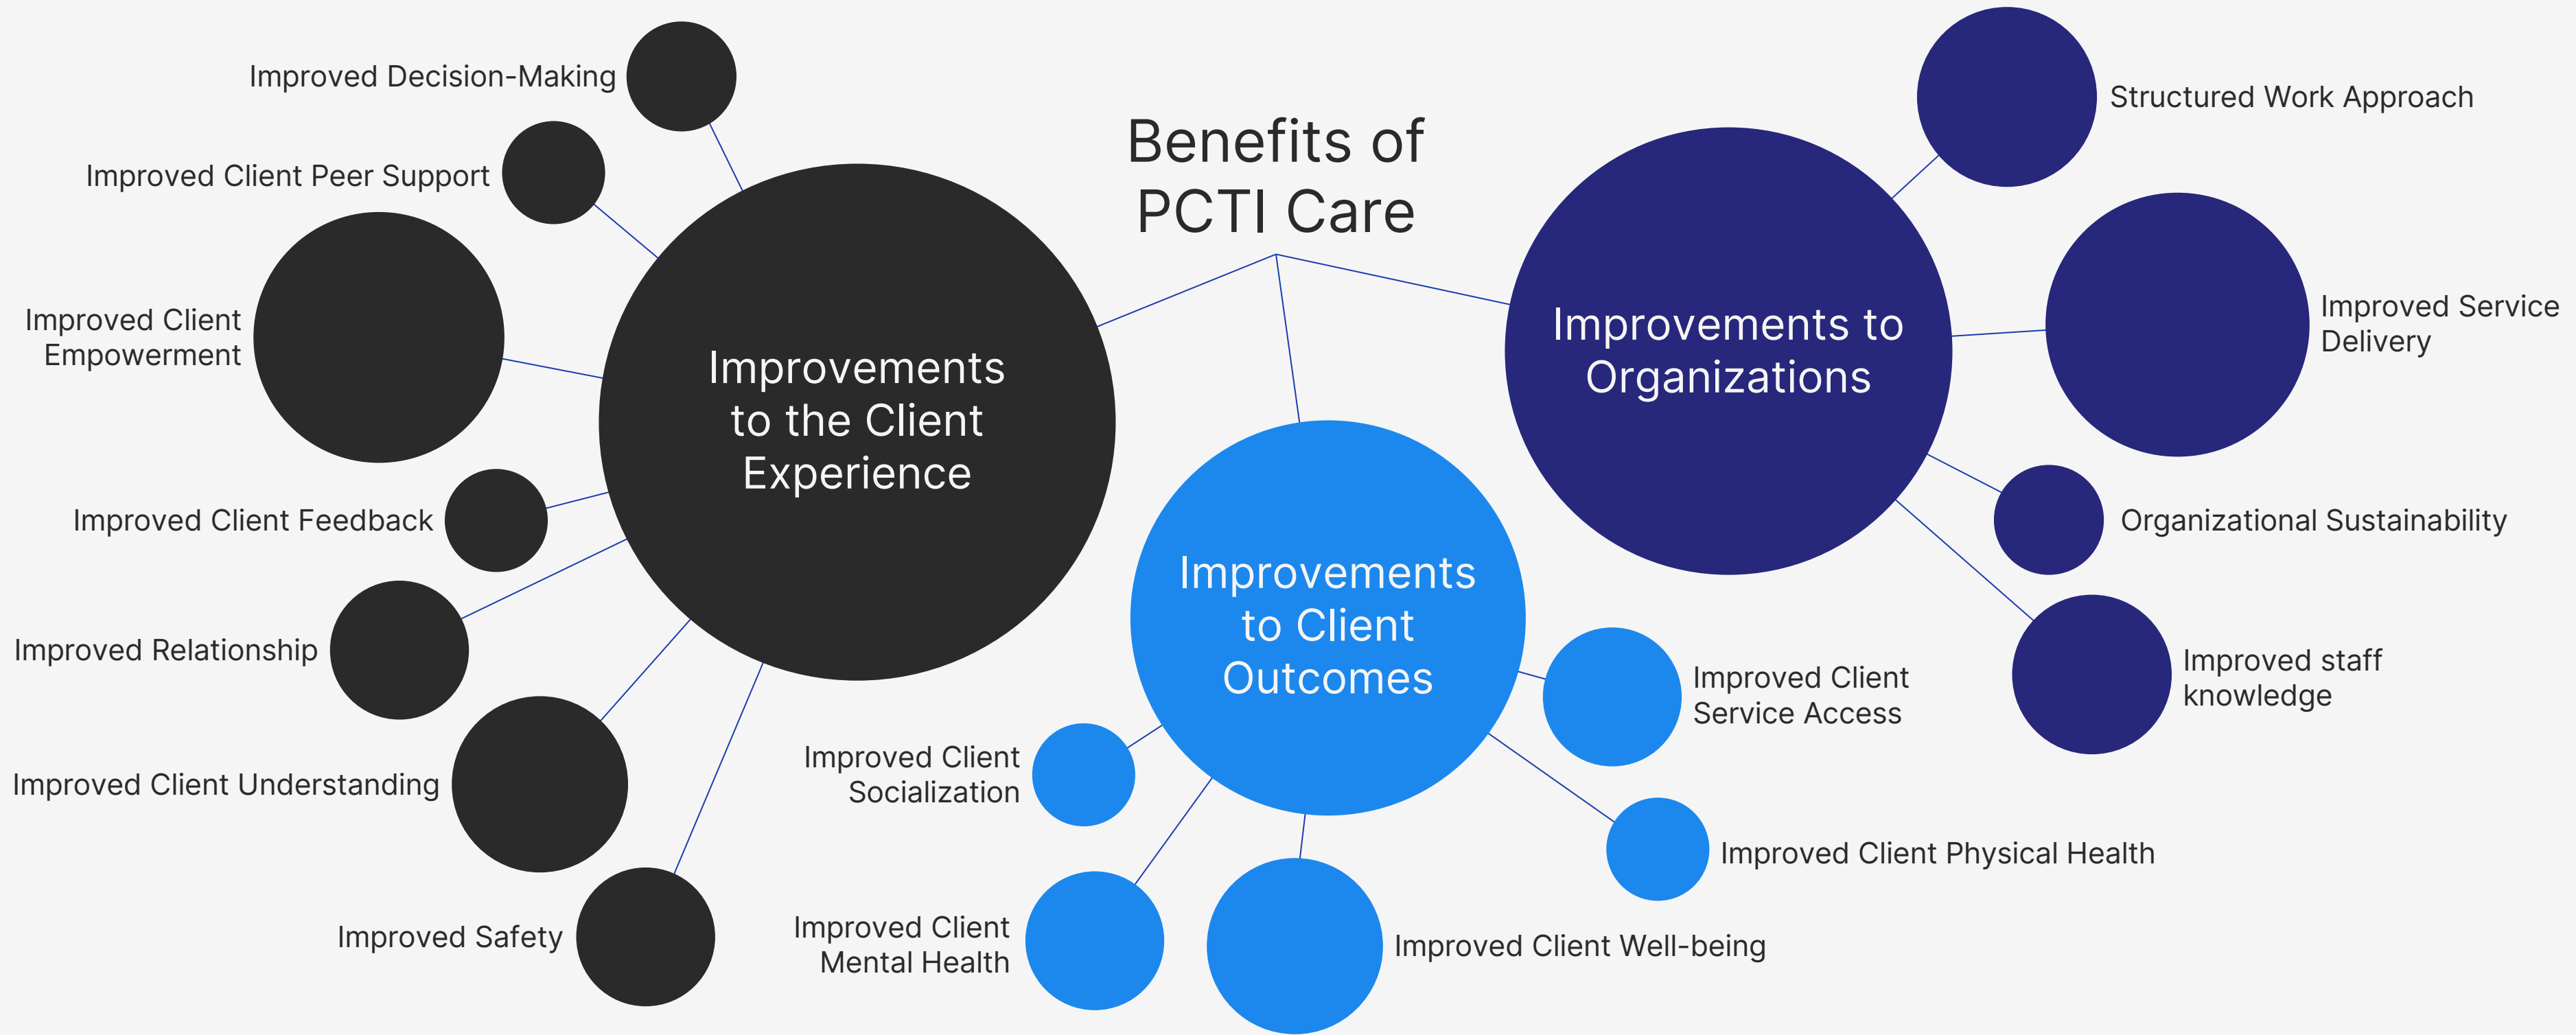 Benefits of
PCTI Care
Improvements
to the Client
Experience
Improved Decision-Making
Improved Client Peer Support
Improved Client
Empowerment
Improved Client Feedback
Improved Relationship
Improved Client Understanding
Improved Safety
Improvements
to Client
Outcomes
Improved Client
Socialization
Improved Client
Mental Health
Improved Client Well-being
Improved Client Physical Health
Improved Client
Service Access
Improvements to
Organizations
Structured Work Approach
Improved Service
Delivery
Organizational Sustainability
Improved staff
knowledge